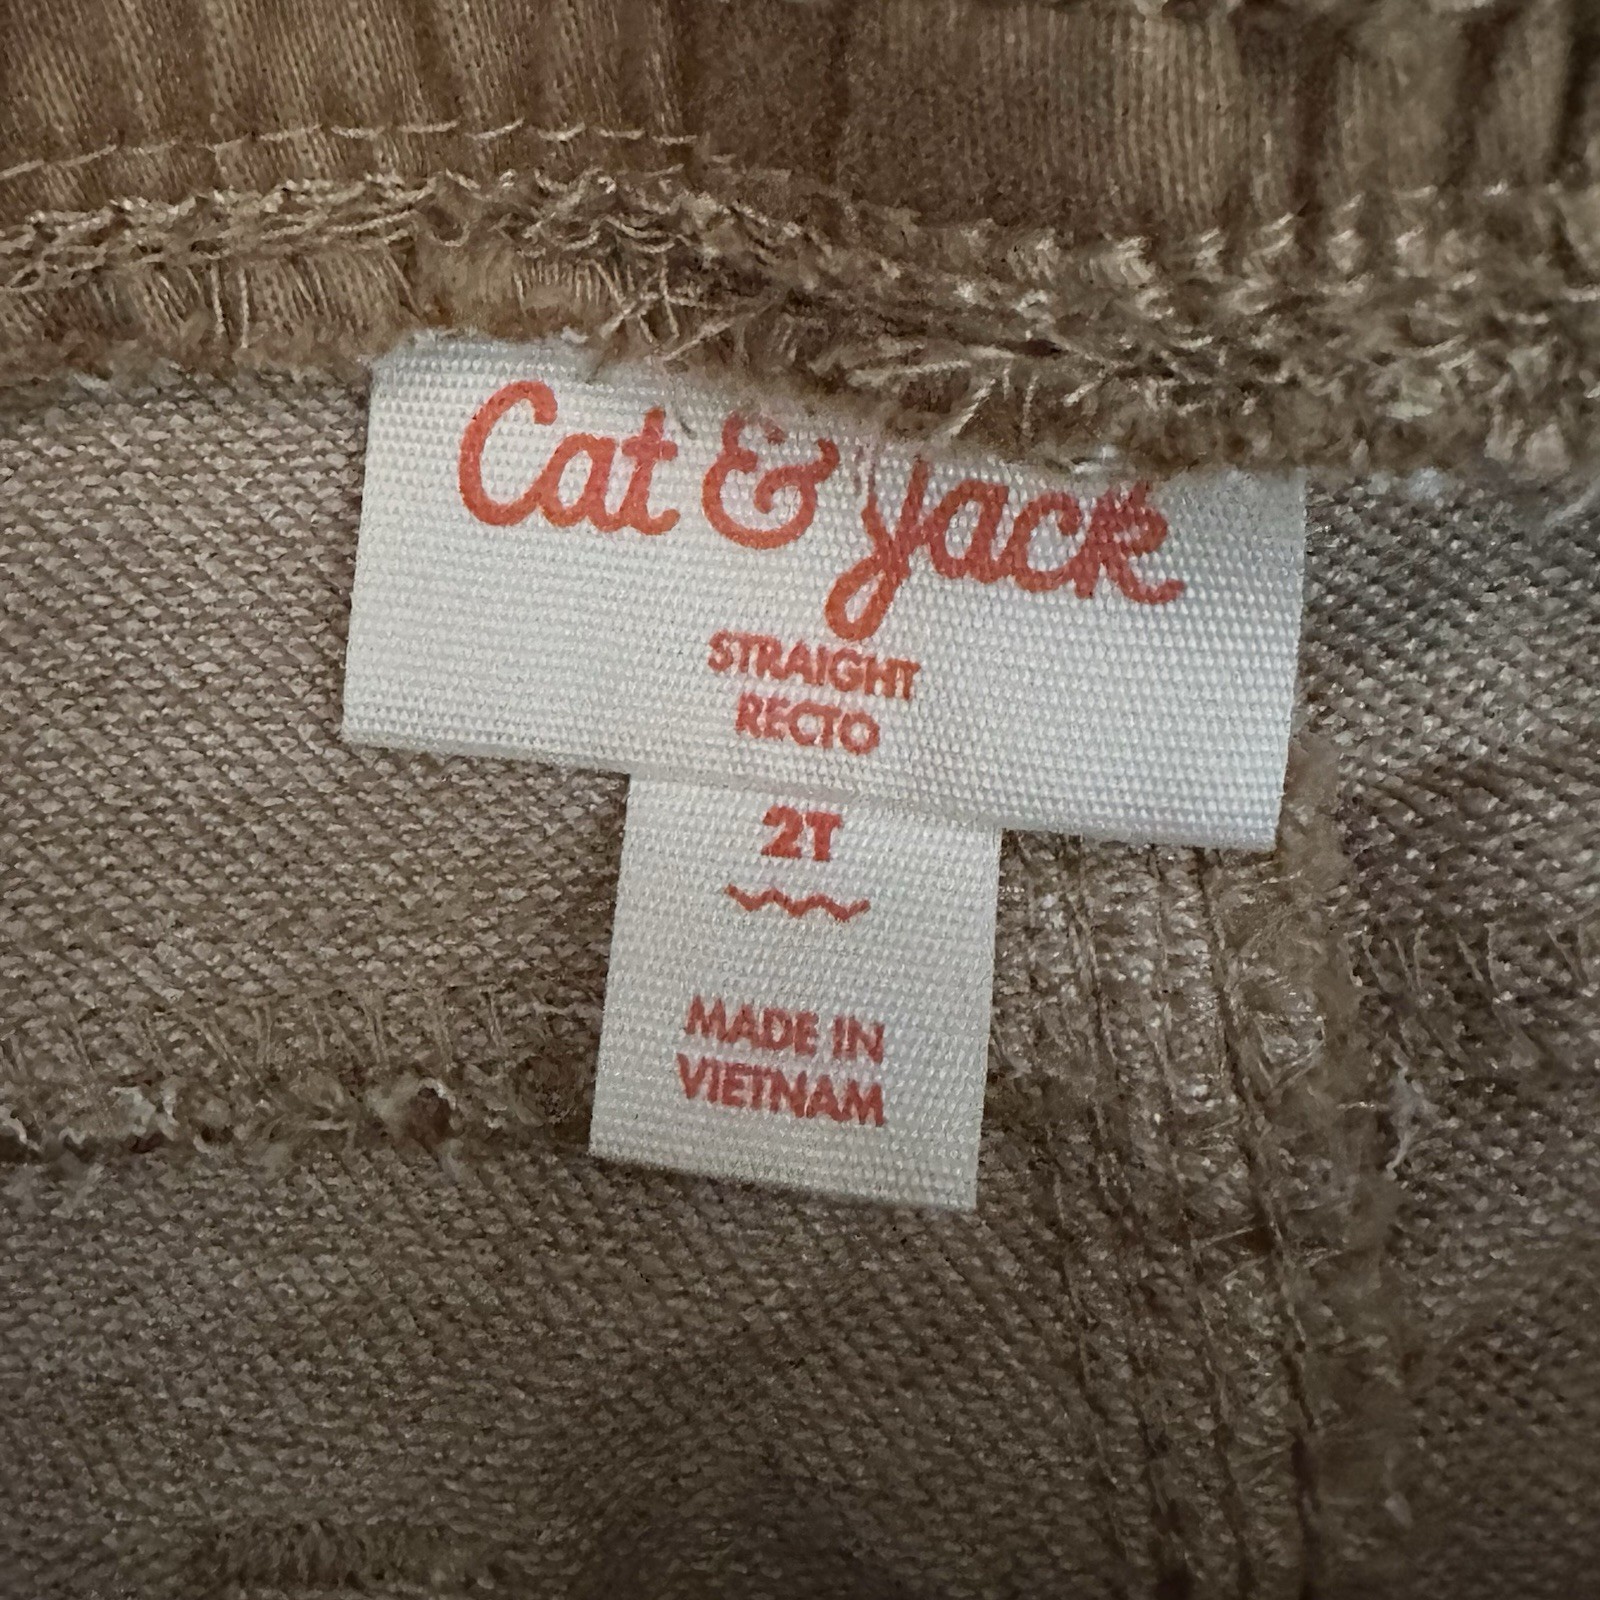 Cat & Jack
STRAIGHT
RECTO
2T
MADE IN
VIETNAM